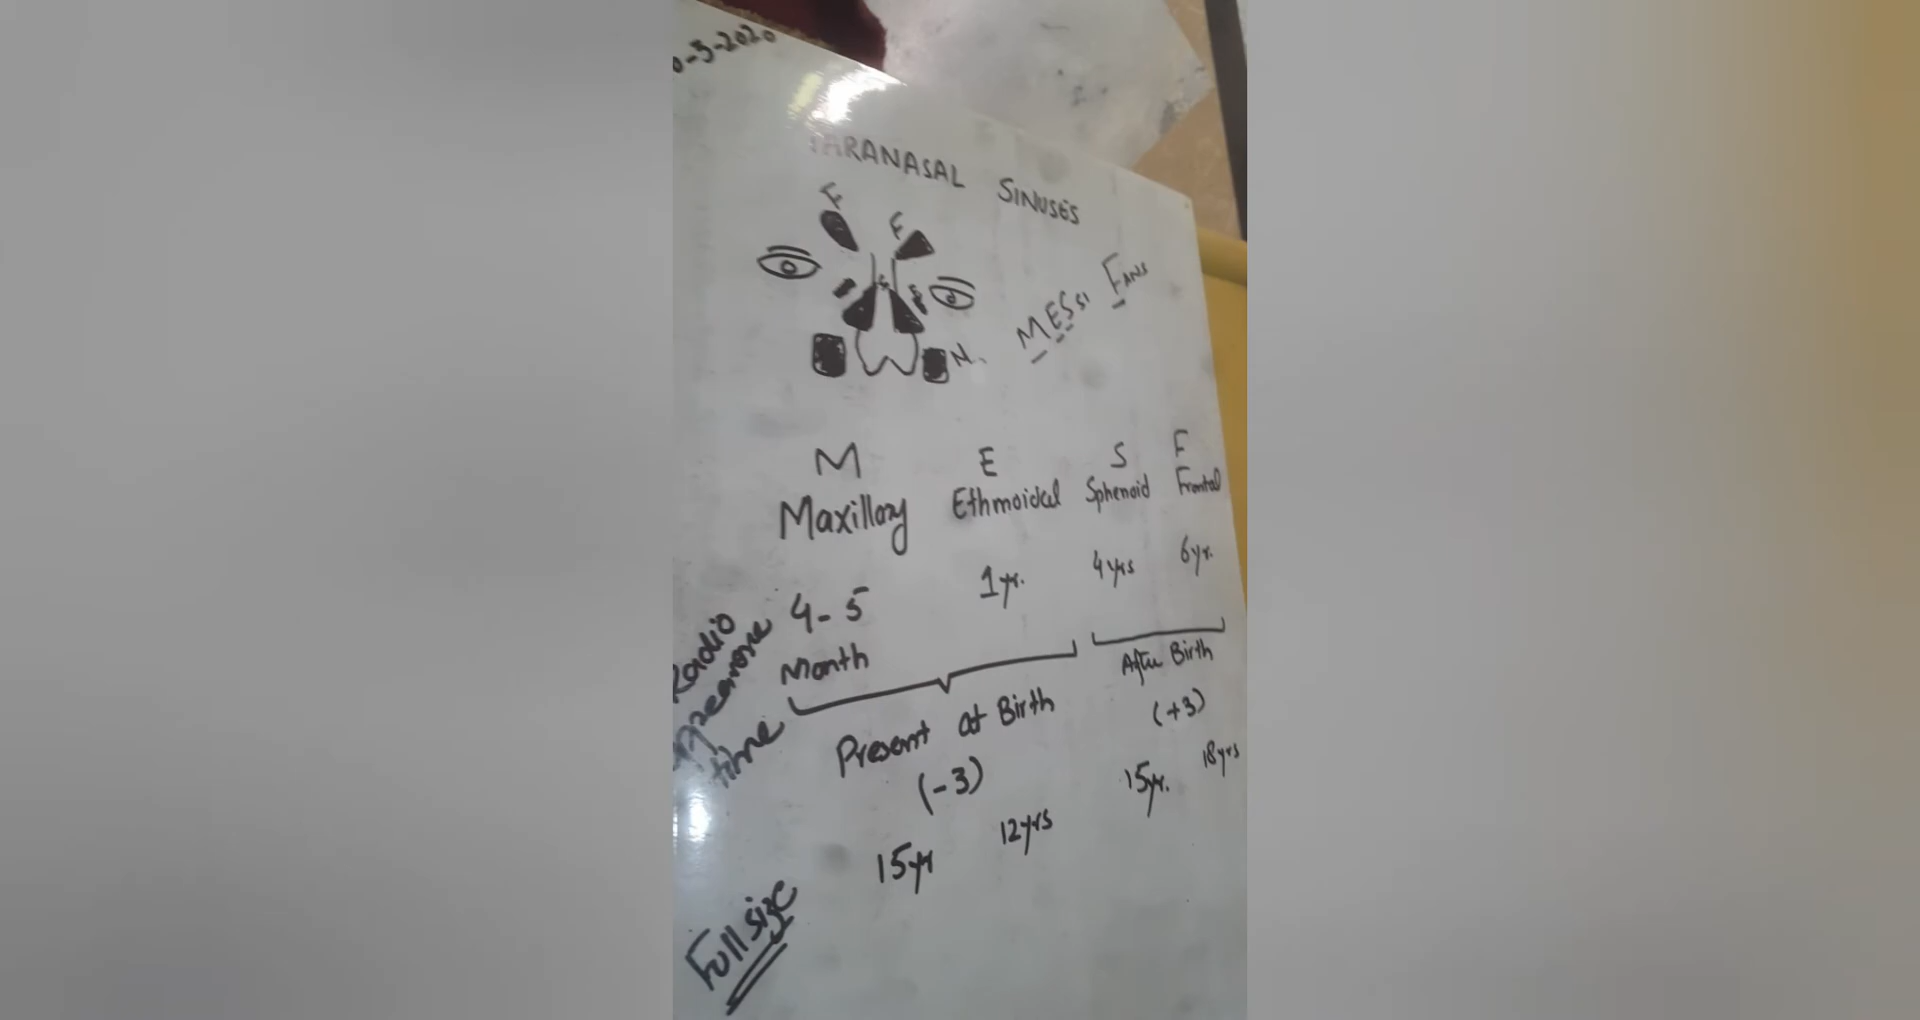 0-3-2020
PARANASAL SINUSES
F
F
S
E
M.
MESSI FANS
M E S F
Maxillary Ethmoidal Sphenoid Frontal
Radio
appearance
time
4-5
Month
1yr.
4yrs
6yr.
Present at Birth
(-3)
After Birth
(+3)
Full size
15yr
12yrs
15yr.
18yrs